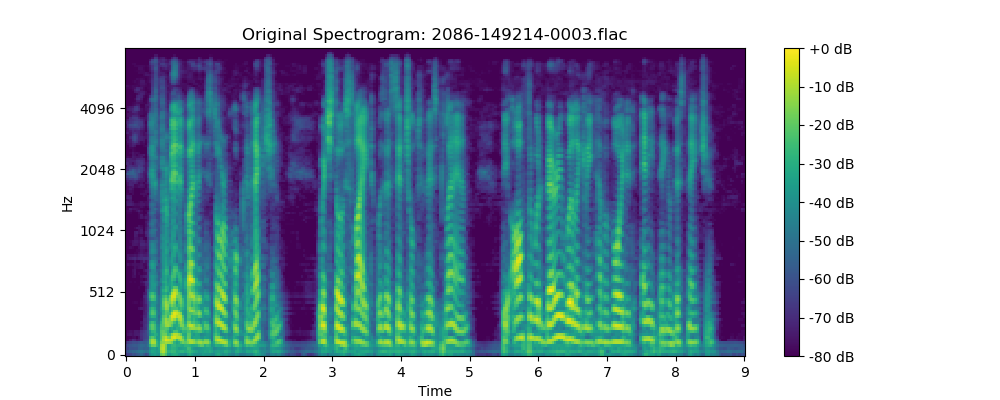 Original Spectrogram: 2086-149214-0003.flac
Hz
4096
2048
1024
512
0
0 1 2 3 4 5 6 7 8 9
Time
+0 dB
-10 dB
-20 dB
-30 dB
-40 dB
-50 dB
-60 dB
-70 dB
-80 dB